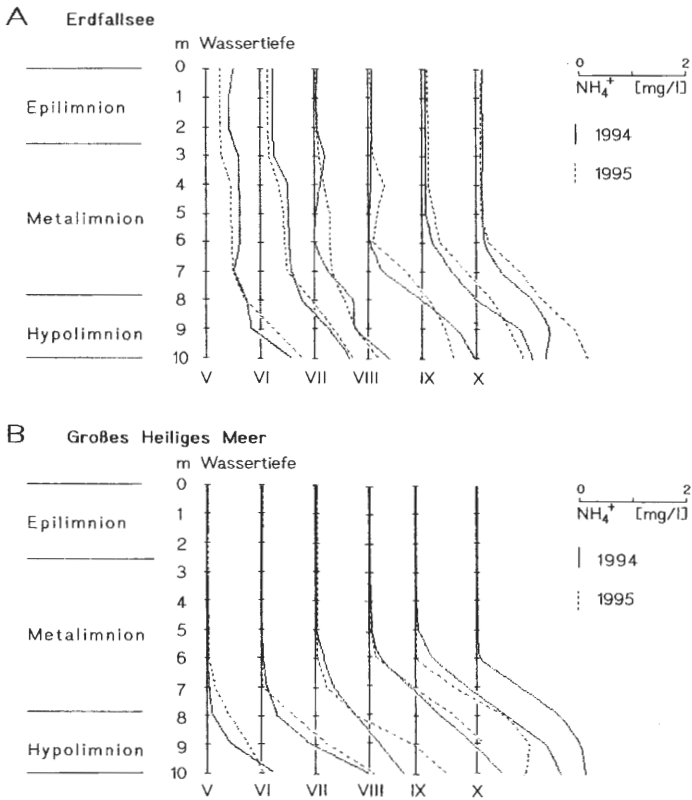 A Erdfallsee
m Wassertiefe
0 2
NH₄⁺ [mg/l]
1994
1995
Epilimnion
Metalimnion
Hypolimnion
0
1
2
3
4
5
6
7
8
9
10
V VI VII VIII IX X
B Großes Heiliges Meer
m Wassertiefe
0 2
NH₄⁺ [mg/l]
1994
1995
Epilimnion
Metalimnion
Hypolimnion
0
1
2
3
4
5
6
7
8
9
10
V VI VII VIII IX X